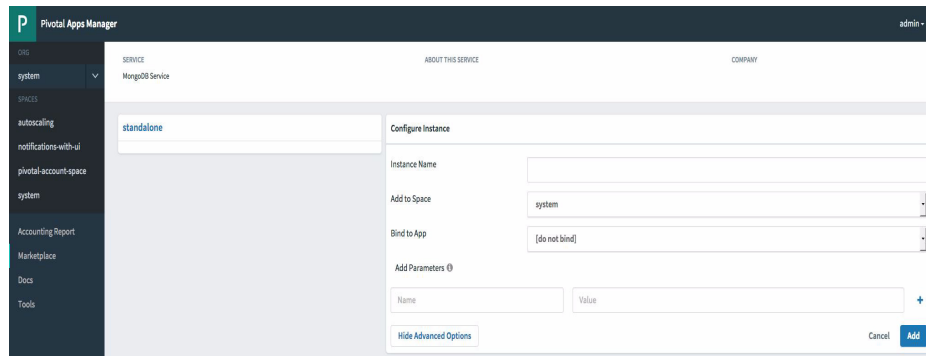 P Pivotal Apps Manager
admin
ORG
system
SPACES
autoscaling
notifications-with-ui
pivotal-account-space
system
Accounting Report
Marketplace
Docs
Tools
SERVICE
MongoDB Service
ABOUT THIS SERVICE
COMPANY
standalone
Configure Instance
Instance Name
Add to Space
system
Bind to App
[do not bind]
Add Parameters
Name
Value
+
Hide Advanced Options
Cancel
Add